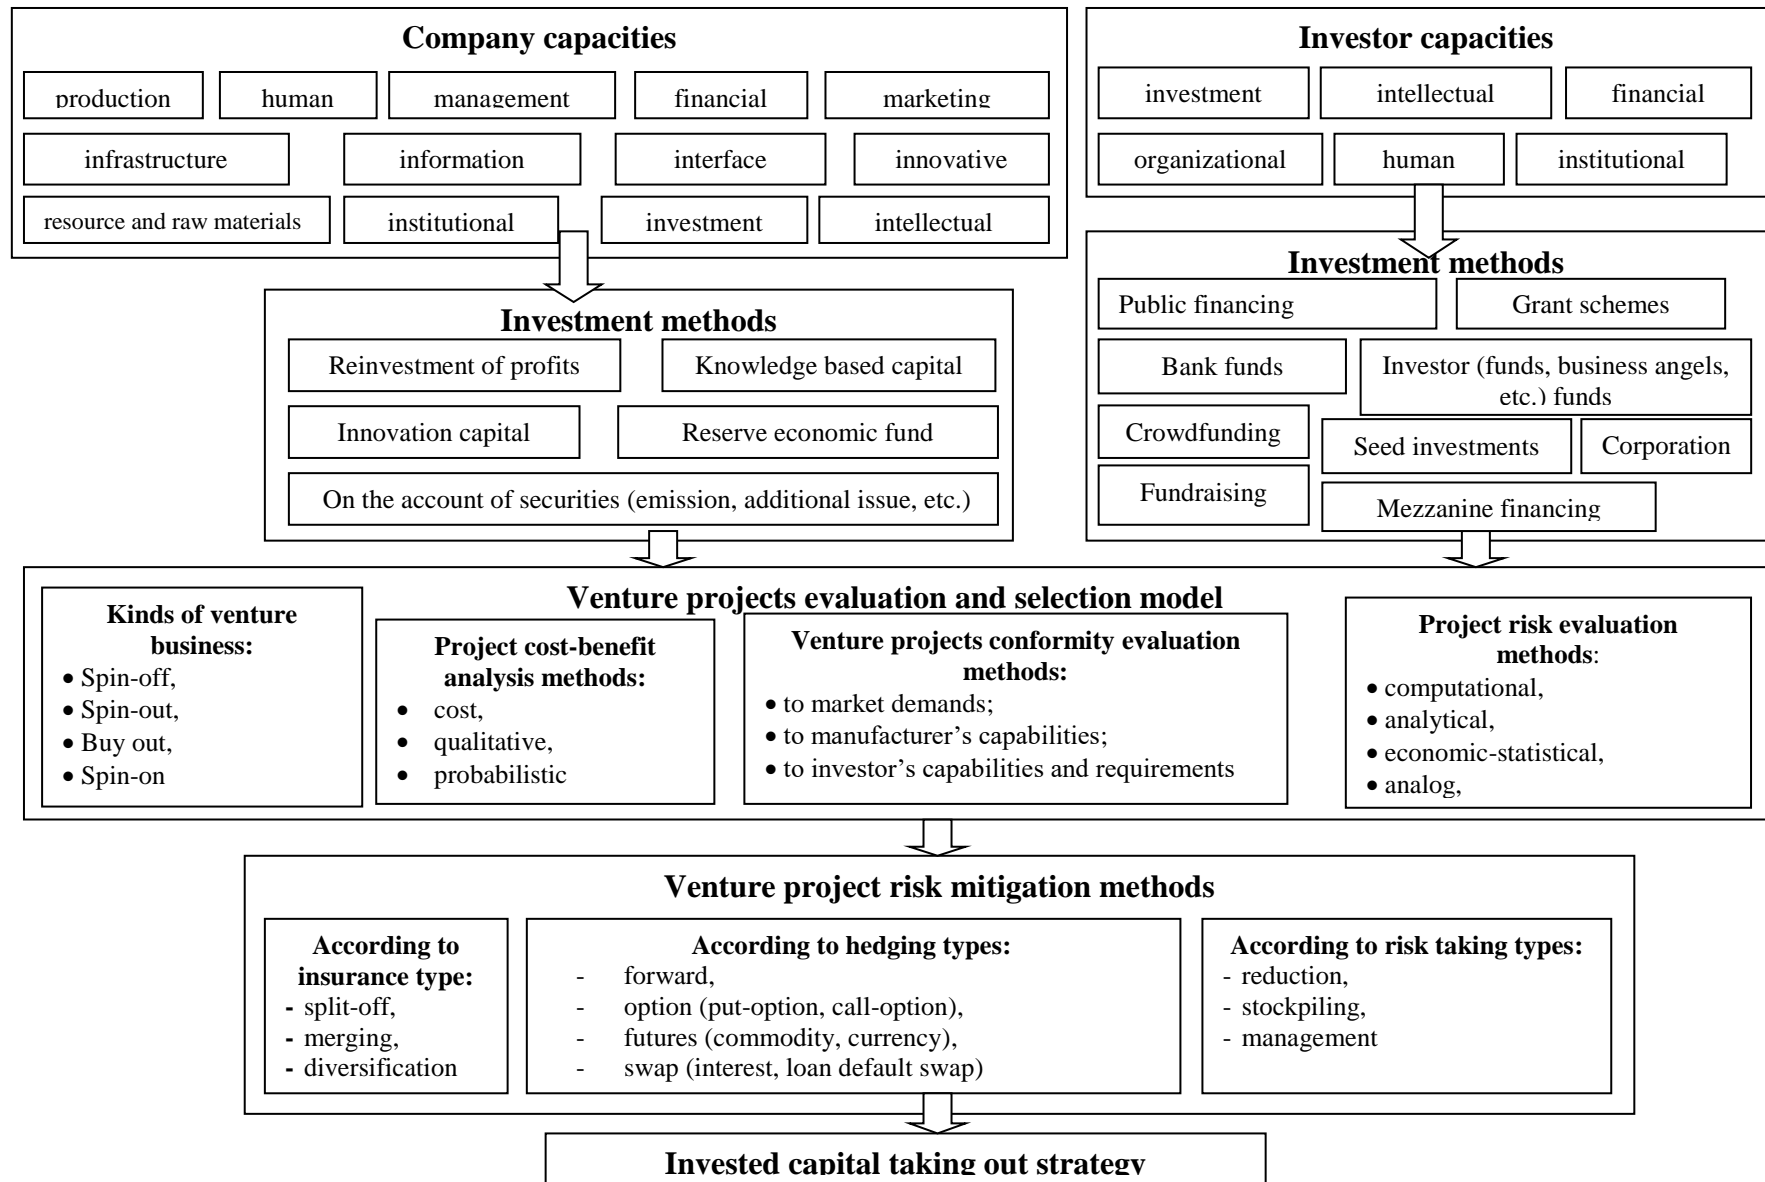 Company capacities
production
human
management
financial
marketing
infrastructure
information
interface
innovative
resource and raw materials
institutional
investment
intellectual
Investor capacities
investment
intellectual
financial
organizational
human
institutional
Investment methods
Reinvestment of profits
Knowledge based capital
Innovation capital
Reserve economic fund
On the account of securities (emission, additional issue, etc.)
Investment methods
Public financing
Grant schemes
Bank funds
Investor (funds, business angels,
etc.) funds
Crowdfunding
Seed investments
Corporation
Fundraising
Mezzanine financing
Venture projects evaluation and selection model
Kinds of venture
business:
• Spin-off,
• Spin-out,
• Buy out,
• Spin-on
Project cost-benefit
analysis methods:
• cost,
• qualitative,
• probabilistic
Venture projects conformity evaluation
methods:
• to market demands;
• to manufacturer’s capabilities;
• to investor’s capabilities and requirements
Project risk evaluation
methods:
• computational,
• analytical,
• economic-statistical,
• analog,
Venture project risk mitigation methods
According to
insurance type:
- split-off,
- merging,
- diversification
According to hedging types:
- forward,
- option (put-option, call-option),
- futures (commodity, currency),
- swap (interest, loan default swap)
According to risk taking types:
- reduction,
- stockpiling,
- management
Invested capital taking out strategy